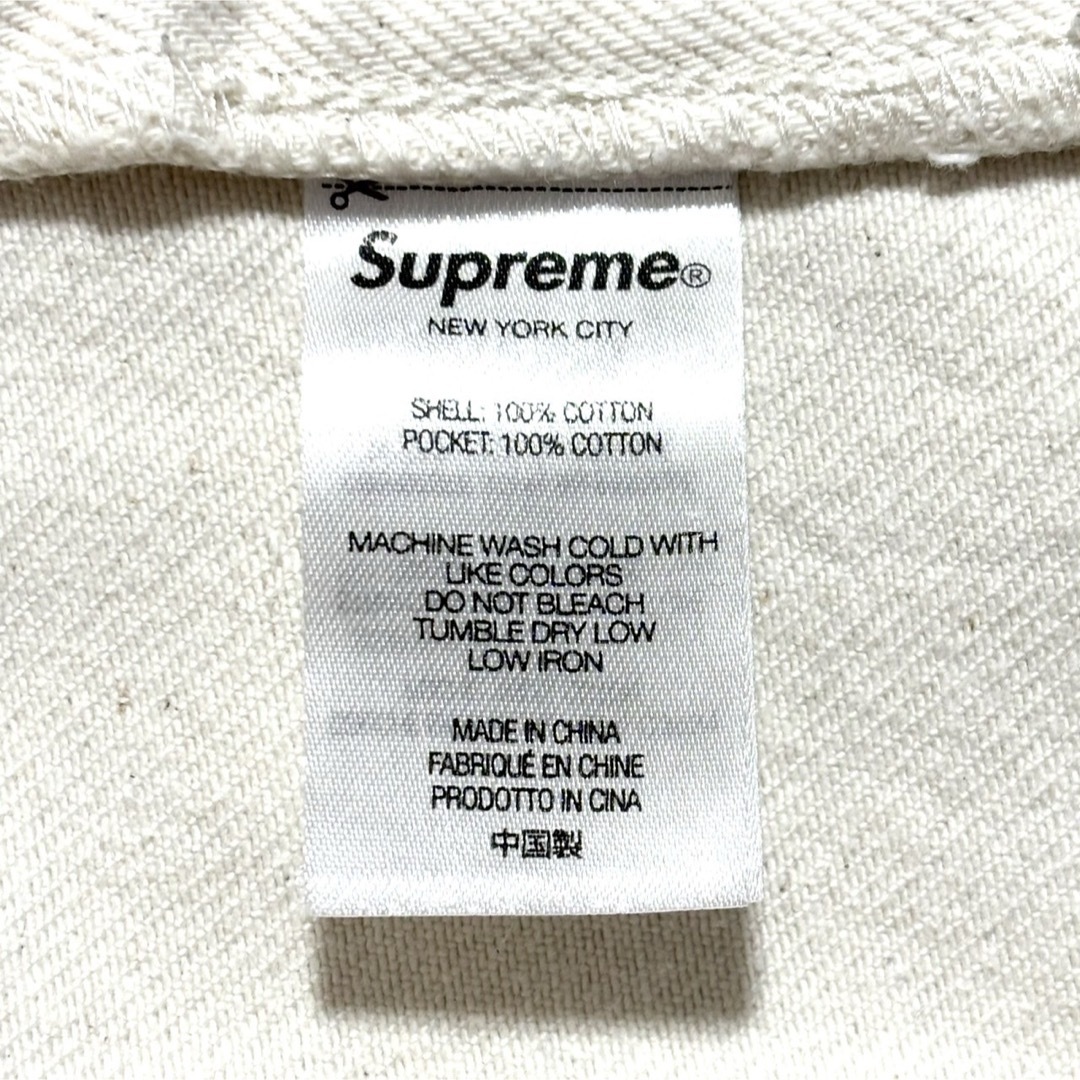 Supreme®
NEW YORK CITY
SHELL: 100% COTTON
POCKET: 100% COTTON
MACHINE WASH COLD WITH
LIKE COLORS
DO NOT BLEACH
TUMBLE DRY LOW
LOW IRON
MADE IN CHINA
FABRIQUÉ EN CHINE
PRODOTTO IN CINA
中国製